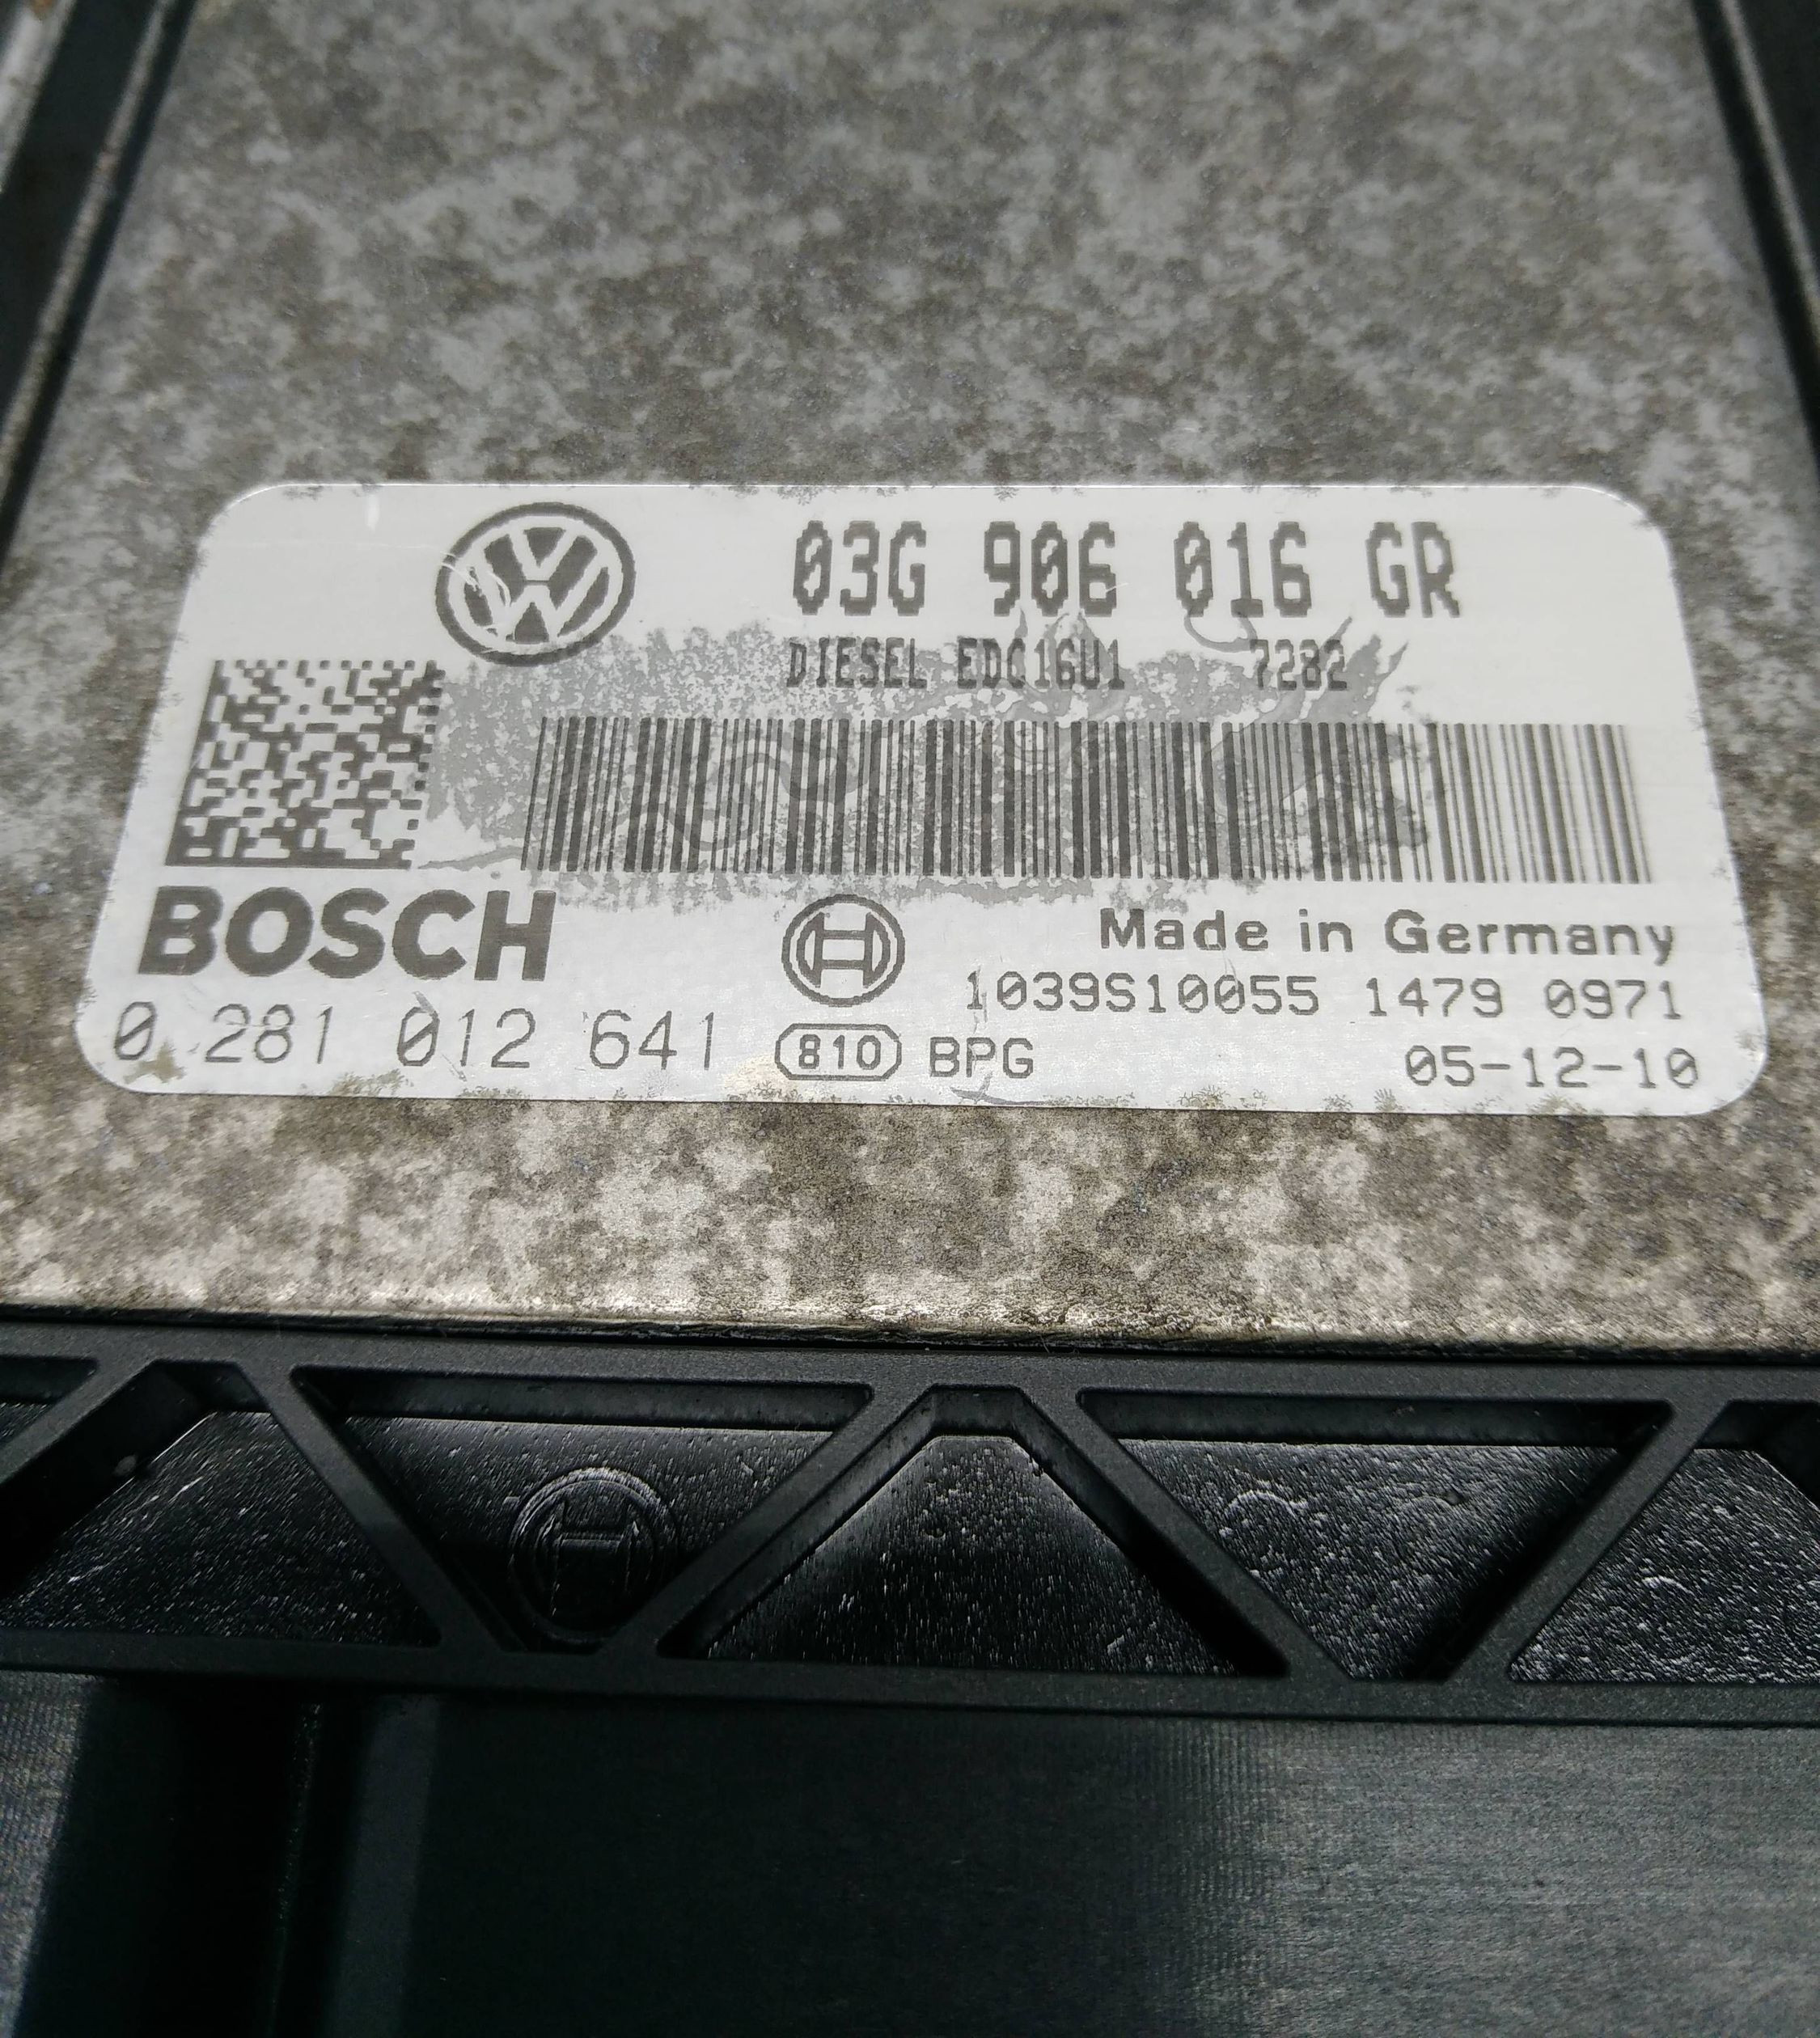 03G 906 016 GR
DIESEL EDC16U1 7282
BOSCH
Made in Germany
1039S10055 1479 0971
0 281 012 641 810 BPG 05-12-10